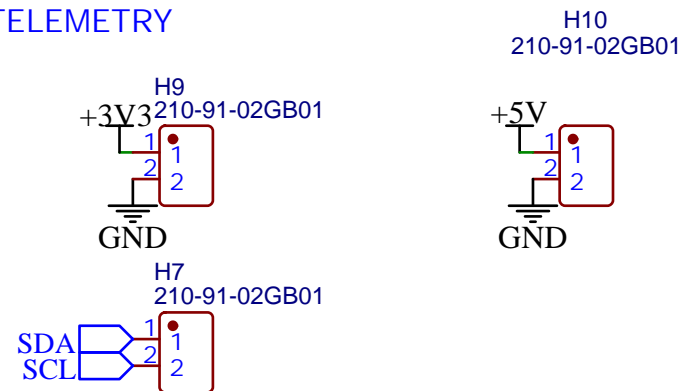 TELEMETRY
H9
210-91-02GB01
+3V3
1
1
2
2
GND
H10
210-91-02GB01
+5V
1
1
2
2
GND
H7
210-91-02GB01
SDA
1
1
SCL
2
2